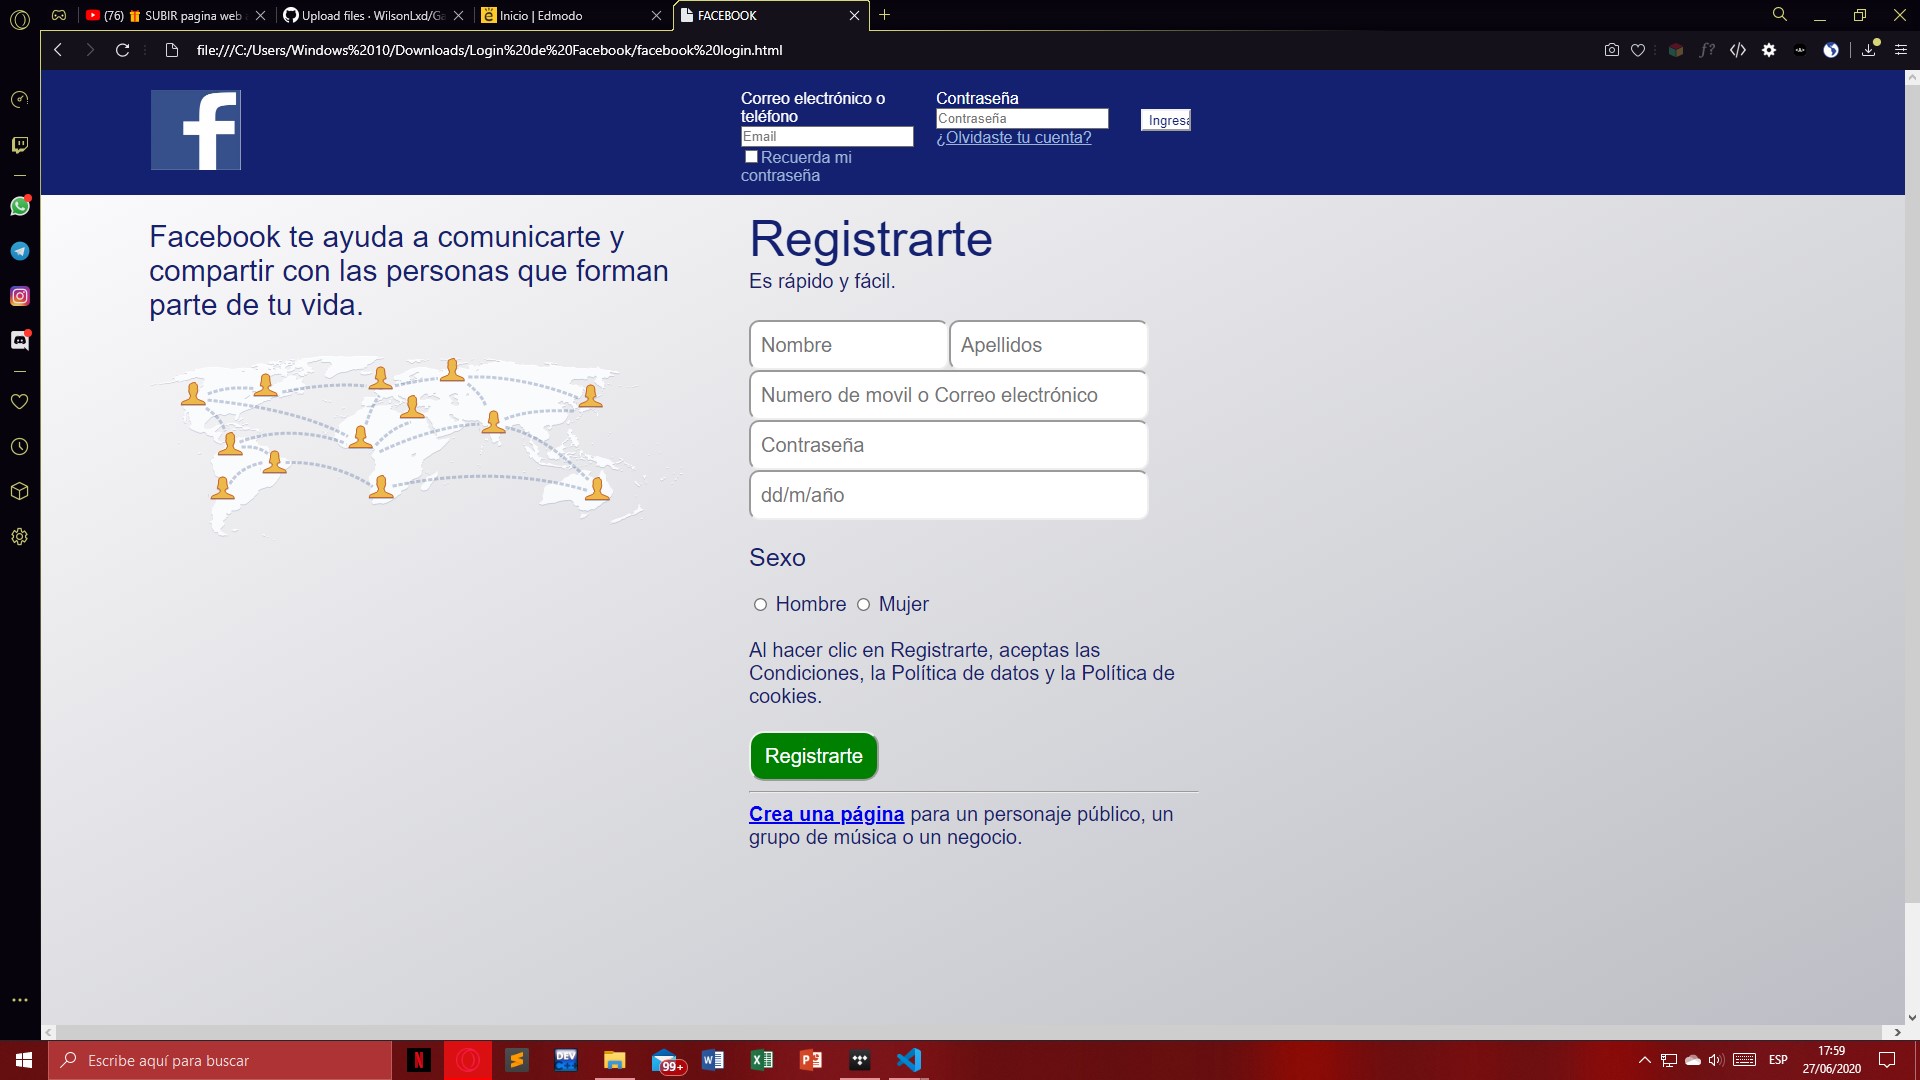 (76) 🎁 SUBIR pagina web
Upload files · WilsonLxd/Ga
Inicio | Edmodo
FACEBOOK
file:///C:/Users/Windows%2010/Downloads/Login%20de%20Facebook/facebook%20login.html
f?
Correo electrónico o
teléfono
Email
Recuerda mi
contraseña
Contraseña
Contraseña
¿Olvidaste tu cuenta?
Ingresa
f
Facebook te ayuda a comunicarte y
compartir con las personas que forman
parte de tu vida.
Registrarte
Es rápido y fácil.
Nombre
Apellidos
Numero de movil o Correo electrónico
Contraseña
dd/m/año
Sexo
Hombre
Mujer
Al hacer clic en Registrarte, aceptas las
Condiciones, la Política de datos y la Política de
cookies.
Registrarte
Crea una página para un personaje público, un
grupo de música o un negocio.
Escribe aquí para buscar
N
DEV
99+
ESP
17:59
27/06/2020